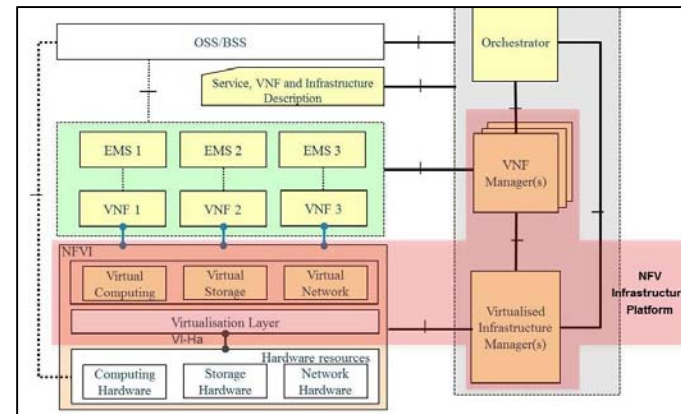 OSS/BSS
Orchestrator
Service, VNF and Infrastructure
Description
EMS 1
EMS 2
EMS 3
VNF
Manager(s)
VNF 1
VNF 2
VNF 3
NFVI
Virtual
Computing
Virtual
Storage
Virtual
Network
NFV
Infrastructure
Platform
Virtualised
Infrastructure
Manager(s)
Virtualisation Layer
VI-Ha
Hardware resources
Computing
Hardware
Storage
Hardware
Network
Hardware